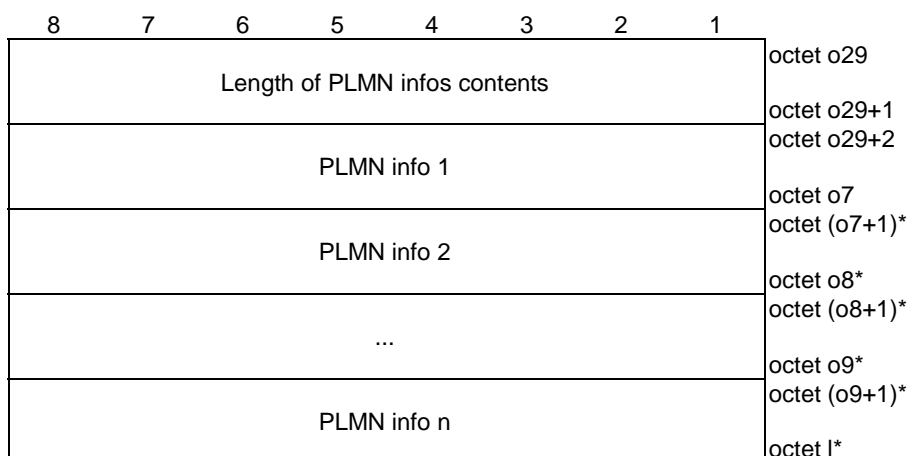 8 7 6 5 4 3 2 1
Length of PLMN infos contents
octet o29
octet o29+1
PLMN info 1
octet o29+2
octet o7
PLMN info 2
octet (o7+1)*
octet o8*
...
octet (o8+1)*
octet o9*
PLMN info n
octet (o9+1)*
octet l*